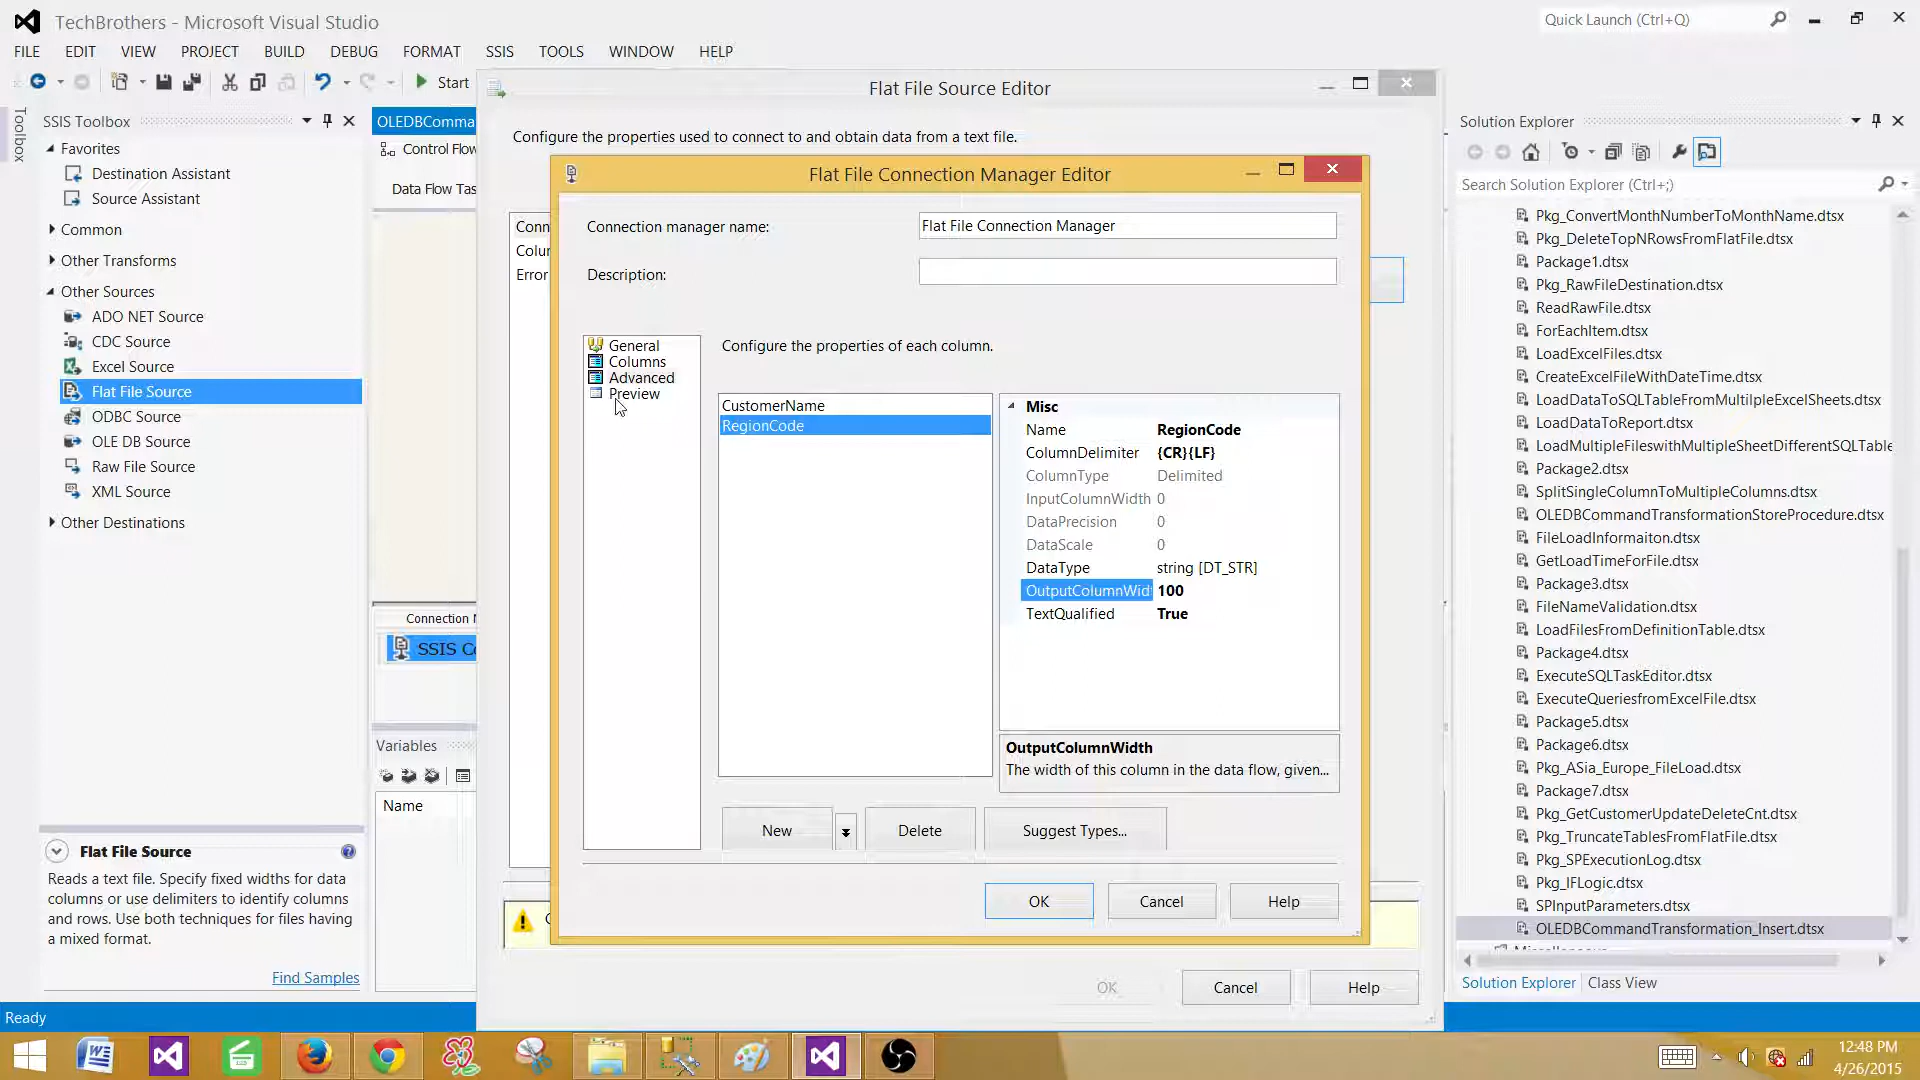 TechBrothers - Microsoft Visual Studio
Quick Launch (Ctrl+Q)
FILE EDIT VIEW PROJECT BUILD DEBUG FORMAT SSIS TOOLS WINDOW HELP
Start
Toolbox
SSIS Toolbox
Favorites
Destination Assistant
Source Assistant
Common
Other Transforms
Other Sources
ADO NET Source
CDC Source
Excel Source
Flat File Source
ODBC Source
OLE DB Source
Raw File Source
XML Source
Other Destinations
Flat File Source
Reads a text file. Specify fixed widths for data
columns or use delimiters to identify columns
and rows. Use both techniques for files having
a mixed format.
Find Samples
OLEDBComma
Control Flow
Data Flow Tas
Connection
SSIS Co
Variables
Name
Flat File Source Editor
Configure the properties used to connect to and obtain data from a text file.
Conn
Colu
Error
OK
Cancel
Help
Flat File Connection Manager Editor
Connection manager name:
Flat File Connection Manager
Description:
General
Columns
Advanced
Preview
Configure the properties of each column.
CustomerName
RegionCode
Misc
Name RegionCode
ColumnDelimiter {CR}{LF}
ColumnType Delimited
InputColumnWidth 0
DataPrecision 0
DataScale 0
DataType string [DT_STR]
OutputColumnWid 100
TextQualified True
OutputColumnWidth
The width of this column in the data flow, given...
New
Delete
Suggest Types...
OK
Cancel
Help
Solution Explorer
Search Solution Explorer (Ctrl+;)
Pkg_ConvertMonthNumberToMonthName.dtsx
Pkg_DeleteTopNRowsFromFlatFile.dtsx
Package1.dtsx
Pkg_RawFileDestination.dtsx
ReadRawFile.dtsx
ForEachItem.dtsx
LoadExcelFiles.dtsx
CreateExcelFileWithDateTime.dtsx
LoadDataToSQLTableFromMultilpleExcelSheets.dtsx
LoadDataToReport.dtsx
LoadMultipleFileswithMultipleSheetDifferentSQLTable
Package2.dtsx
SplitSingleColumnToMultipleColumns.dtsx
OLEDBCommandTransformationStoreProcedure.dtsx
FileLoadInformaiton.dtsx
GetLoadTimeForFile.dtsx
Package3.dtsx
FileNameValidation.dtsx
LoadFilesFromDefinitionTable.dtsx
Package4.dtsx
ExecuteSQLTaskEditor.dtsx
ExecuteQueriesfromExcelFile.dtsx
Package5.dtsx
Package6.dtsx
Pkg_ASia_Europe_FileLoad.dtsx
Package7.dtsx
Pkg_GetCustomerUpdateDeleteCnt.dtsx
Pkg_TruncateTablesFromFlatFile.dtsx
Pkg_SPExecutionLog.dtsx
Pkg_IFLogic.dtsx
SPInputParameters.dtsx
OLEDBCommandTransformation_Insert.dtsx
Solution Explorer
Class View
Ready
12:48 PM
4/26/2015